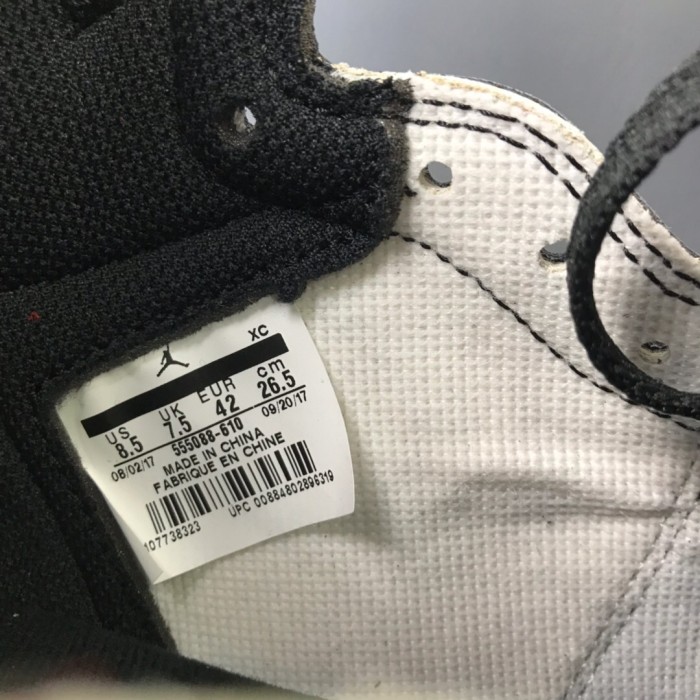 XC
US UK EUR cm
8.5 7.5 42 26.5
08/02/17 555088-610 09/20/17
MADE IN CHINA
FABRIQUE EN CHINE
107738323 UPC 00884802896319